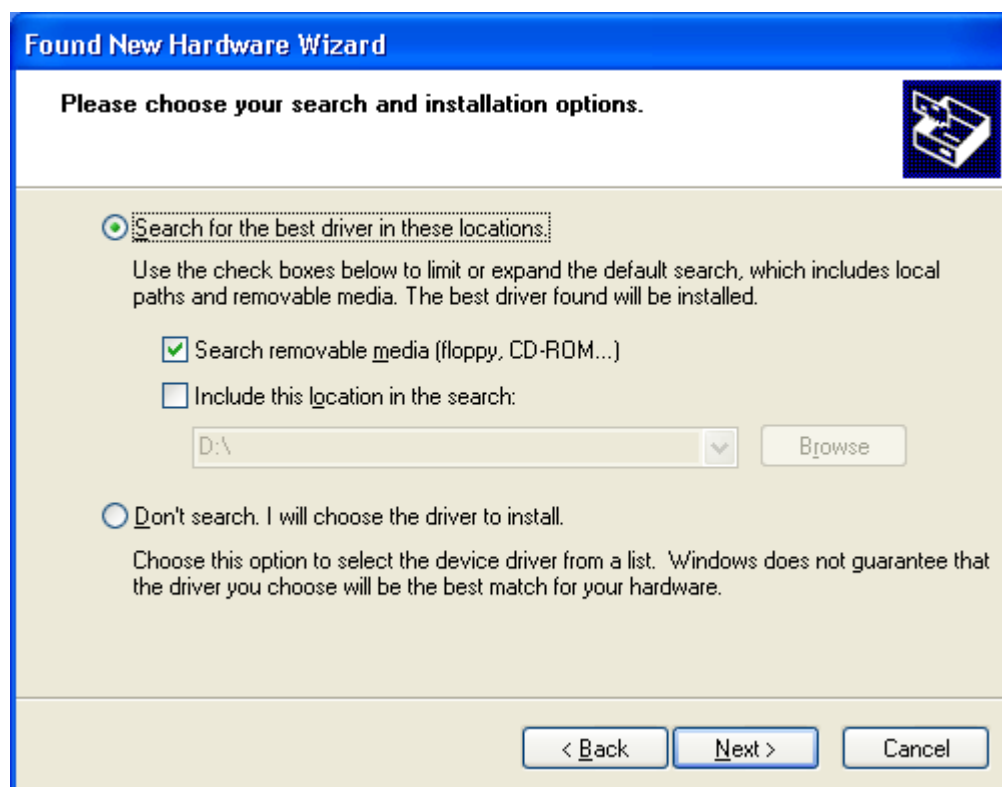 Found New Hardware Wizard
Please choose your search and installation options.
Search for the best driver in these locations.
Use the check boxes below to limit or expand the default search, which includes local
paths and removable media. The best driver found will be installed.
Search removable media (floppy, CD-ROM...)
Include this location in the search:
D:\
Browse
Don't search. I will choose the driver to install.
Choose this option to select the device driver from a list. Windows does not guarantee that
the driver you choose will be the best match for your hardware.
< Back Next > Cancel